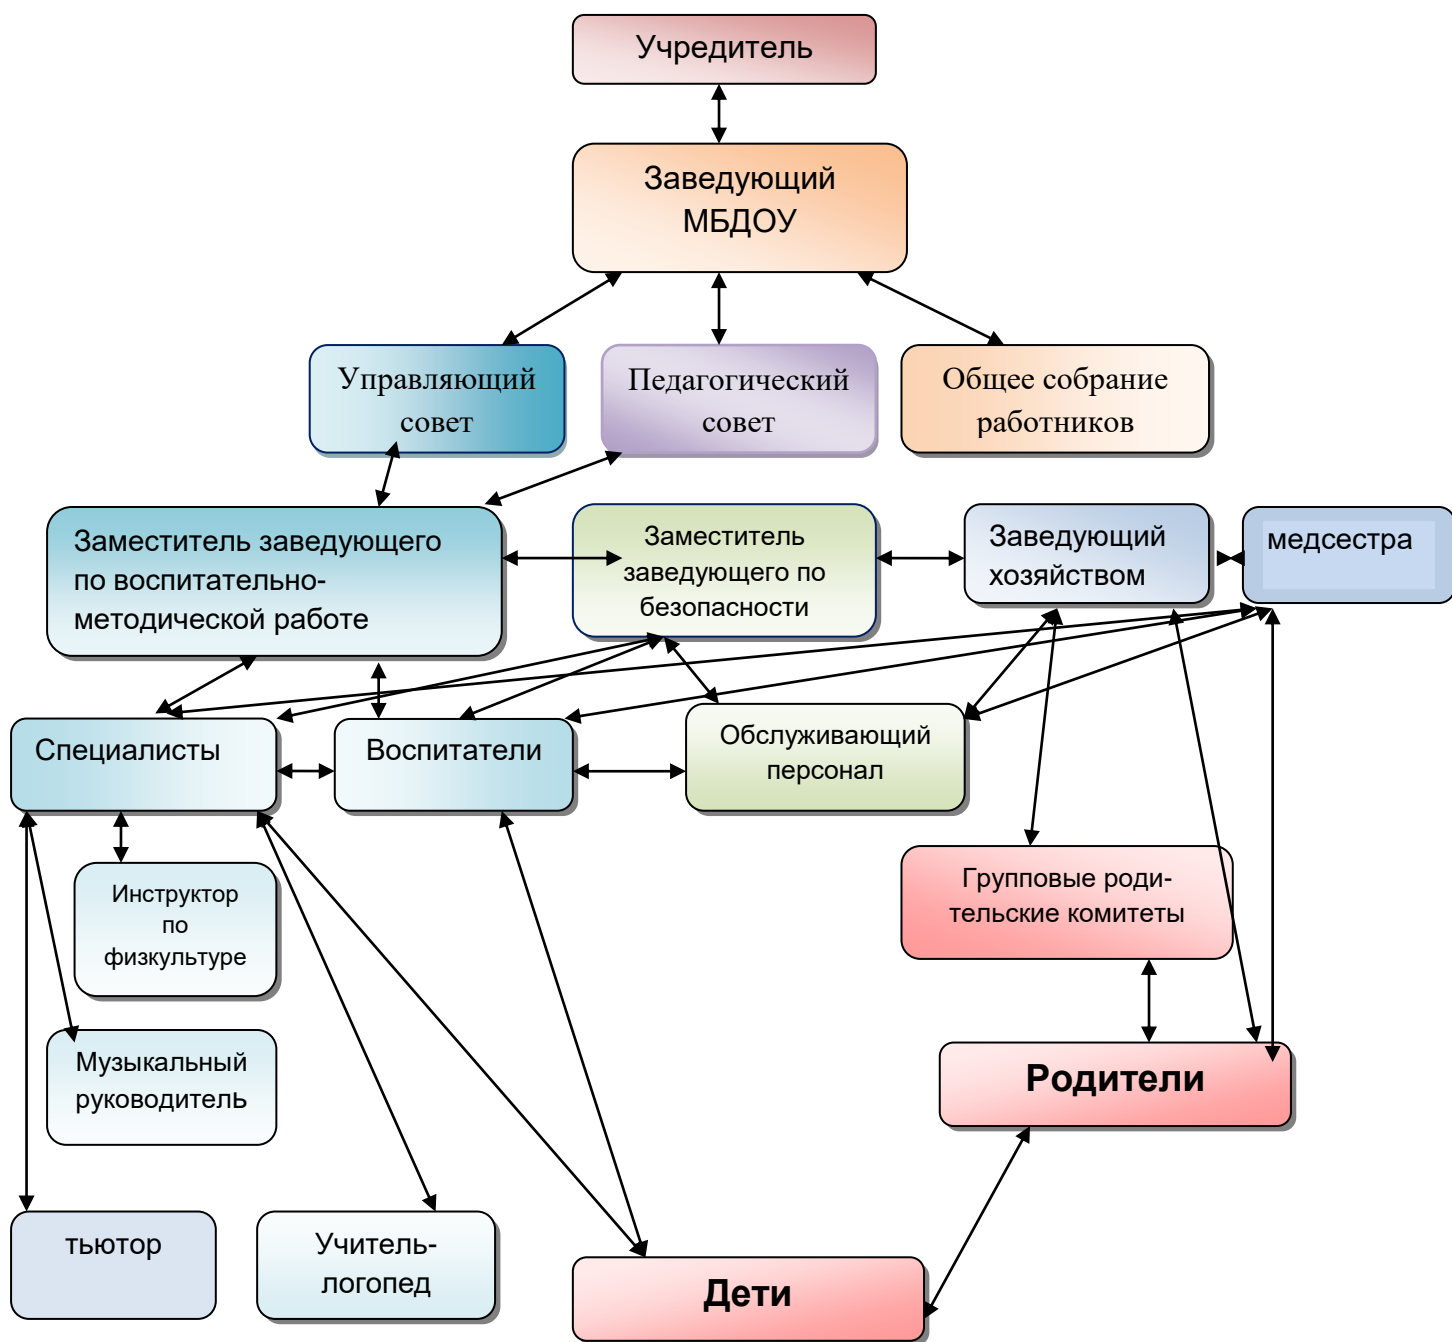 Учредитель
Заведующий
МБДОУ
Управляющий
совет
Педагогический
совет
Общее собрание
работников
Заместитель заведующего
по воспитательно-
методической работе
Заместитель
заведующего по
безопасности
Заведующий
хозяйством
медсестра
Специалисты
Воспитатели
Обслуживающий
персонал
Инструктор
по
физкультуре
Групповые роди-
тельские комитеты
Музыкальный
руководитель
Родители
тьютор
Учитель-
логопед
Дети